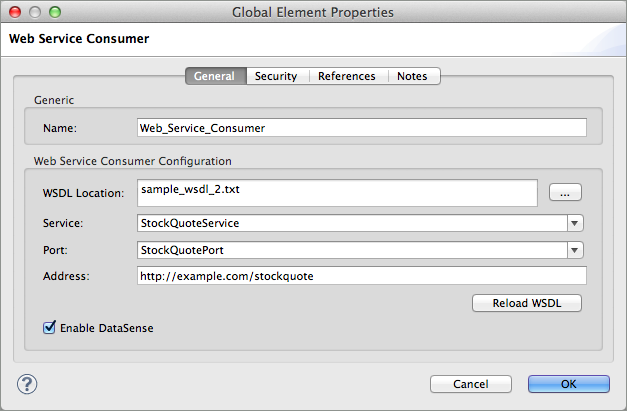 Global Element Properties
Web Service Consumer
General Security References Notes
Generic
Name: Web_Service_Consumer
Web Service Consumer Configuration
WSDL Location: sample_wsdl_2.txt ...
Service: StockQuoteService
Port: StockQuotePort
Address: http://example.com/stockquote
Reload WSDL
Enable DataSense
? Cancel OK